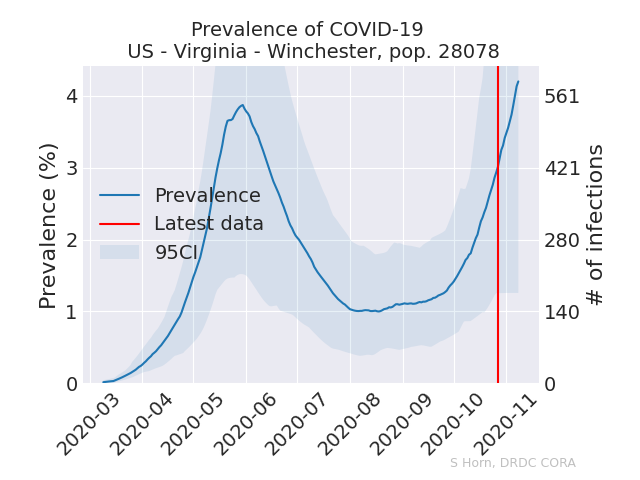 Prevalence of COVID-19
US - Virginia - Winchester, pop. 28078
Prevalence (%)
4
3
2
1
0
Prevalence
Latest data
95CI
561
421
280
140
0
# of infections
2020-03
2020-04
2020-05
2020-06
2020-07
2020-08
2020-09
2020-10
2020-11
S Horn, DRDC CORA